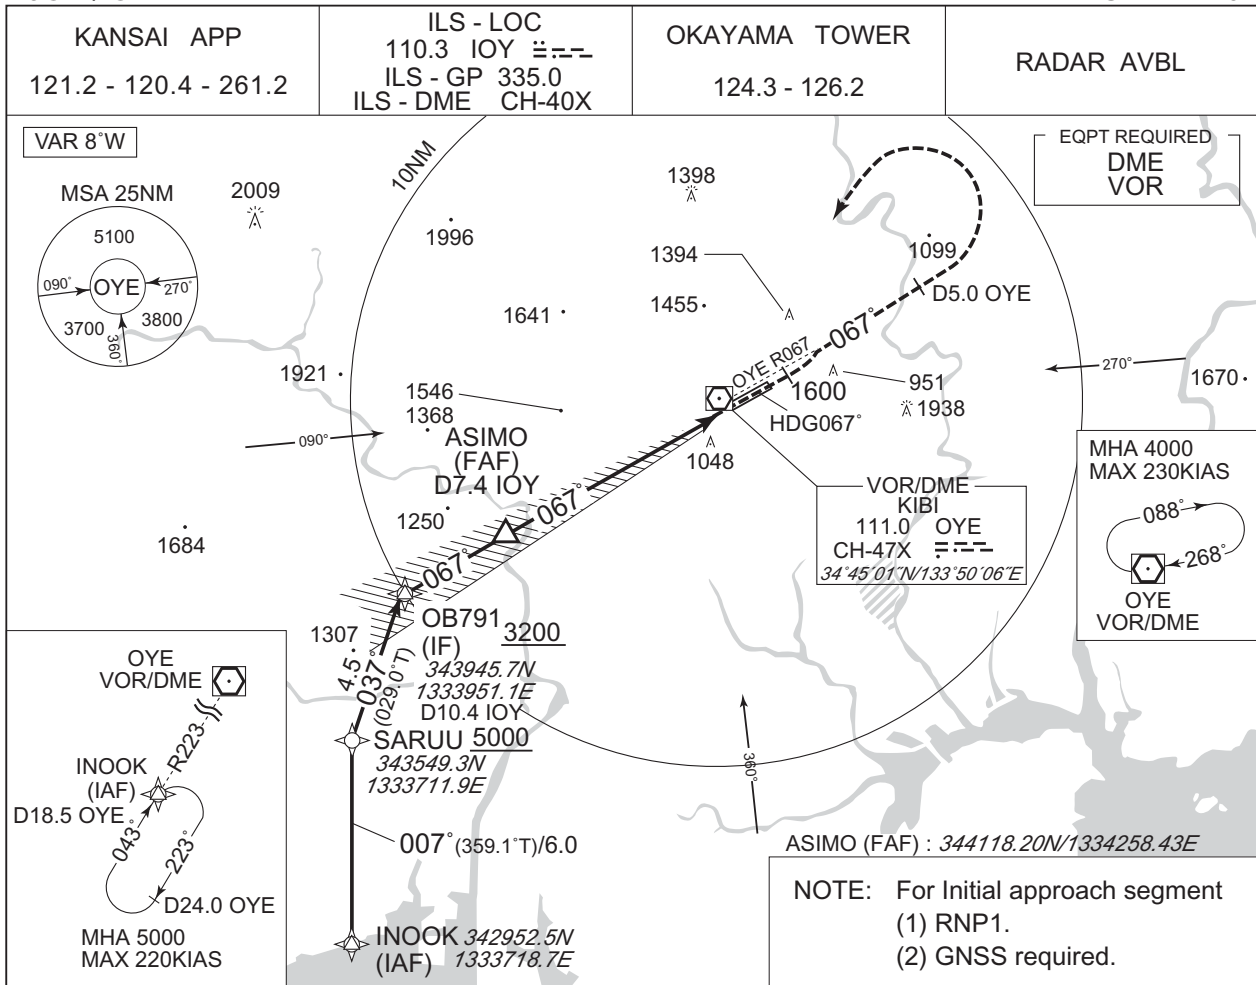 KANSAI APP
121.2 - 120.4 - 261.2
ILS - LOC
110.3 IOY
ILS - GP 335.0
ILS - DME CH-40X
OKAYAMA TOWER
124.3 - 126.2
RADAR AVBL
VAR 8°W
MSA 25NM
5100
090°
OYE
270°
3700
3800
360°
2009
10NM
1996
1398
EQPT REQUIRED
DME
VOR
1394
1099
1641
1455
D5.0 OYE
067°
OYE R067
1921
1546
1368
1600
951
1938
HDG067°
270°
1670
090°
ASIMO
(FAF)
D7.4 IOY
1048
1250
067°
1684
067°
VOR/DME
KIBI
111.0 OYE
CH-47X
34°45'01"N/133°50'06"E
MHA 4000
MAX 230KIAS
088°
268°
OYE
VOR/DME
1307
OB791
(IF)
3200
343945.7N
1333951.1E
D10.4 IOY
4.5
037°
(029.0°T)
SARUU 5000
343549.3N
1333711.9E
360°
OYE
VOR/DME
R223
INOOK
(IAF)
D18.5 OYE
043°
223°
D24.0 OYE
MHA 5000
MAX 220KIAS
007°(359.1°T)/6.0
INOOK 342952.5N
(IAF) 1333718.7E
ASIMO (FAF) : 344118.20N/1334258.43E
NOTE: For Initial approach segment
(1) RNP1.
(2) GNSS required.